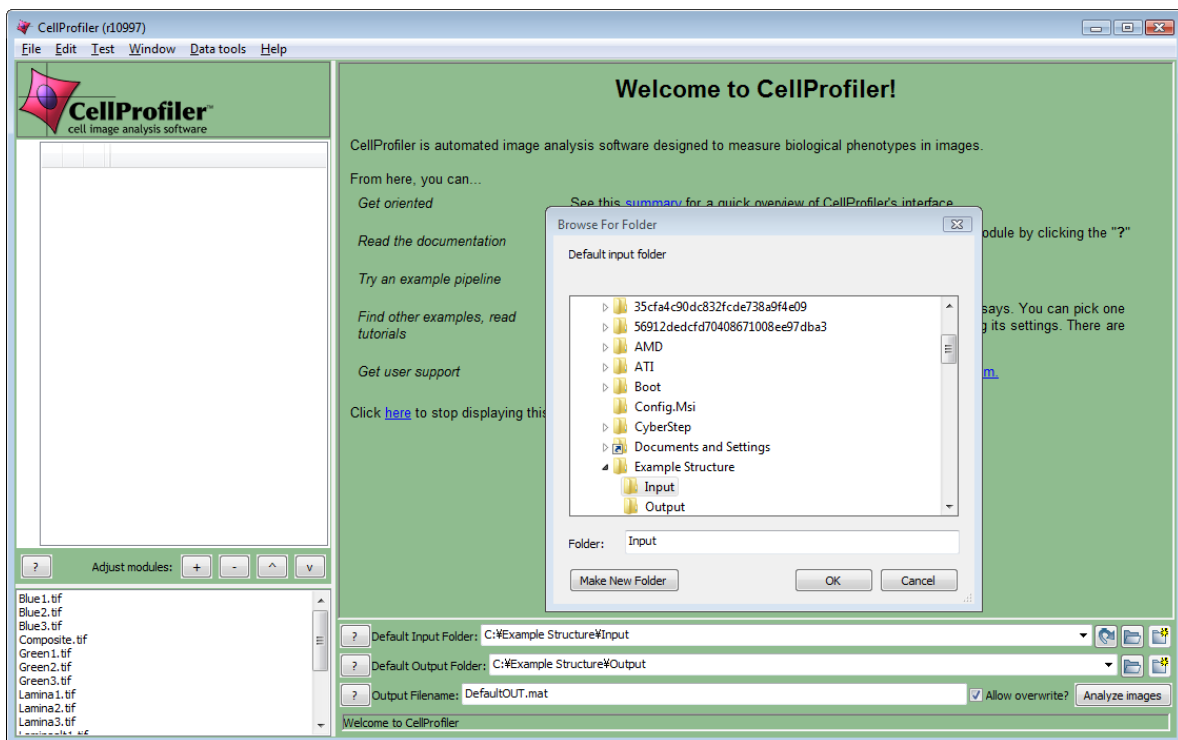 CellProfiler (r10997)
File Edit Test Window Data tools Help
CellProfiler™
cell image analysis software
? Adjust modules: + - ^ v
Blue1.tif
Blue2.tif
Blue3.tif
Composite.tif
Green1.tif
Green2.tif
Green3.tif
Lamina1.tif
Lamina2.tif
Lamina3.tif
Welcome to CellProfiler!
CellProfiler is automated image analysis software designed to measure biological phenotypes in images.
From here, you can...
Get oriented See this summary for a quick overview of CellProfiler's interface
Read the documentation odule by clicking the "?"
Try an example pipeline
Find other examples, read says. You can pick one
tutorials g its settings. There are
Get user support m.
Click here to stop displaying this
Browse For Folder
Default input folder
35cfa4c90dc832fcde738a9f4e09
56912dedcfd70408671008ee97dba3
AMD
ATI
Boot
Config.Msi
CyberStep
Documents and Settings
Example Structure
Input
Output
Folder: Input
Make New Folder OK Cancel
? Default Input Folder: C:¥Example Structure¥Input
? Default Output Folder: C:¥Example Structure¥Output
? Output Filename: DefaultOUT.mat Allow overwrite? Analyze images
Welcome to CellProfiler